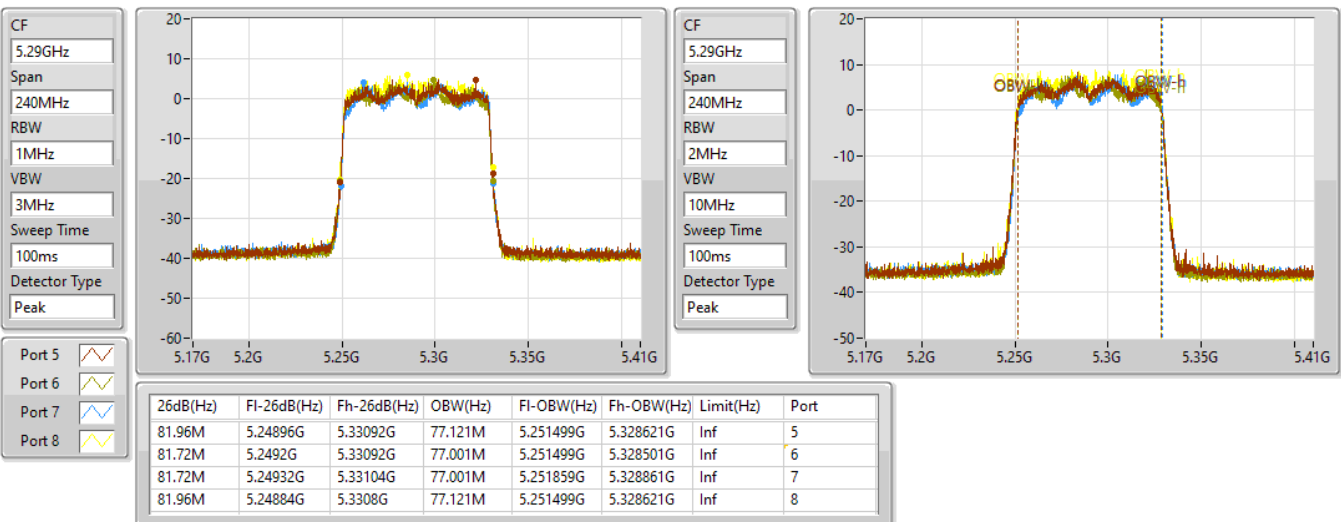 CF
5.29GHz
Span
240MHz
RBW
1MHz
VBW
3MHz
Sweep Time
100ms
Detector Type
Peak
20-
10-
0-
-10-
-20-
-30-
-40-
-50-
-60-
5.17G 5.2G 5.25G 5.3G 5.35G 5.41G
CF
5.29GHz
Span
240MHz
RBW
2MHz
VBW
10MHz
Sweep Time
100ms
Detector Type
Peak
20-
10-
0-
-10-
-20-
-30-
-40-
-50-
5.17G 5.2G 5.25G 5.3G 5.35G 5.41G
Port 5
Port 6
Port 7
Port 8
26dB(Hz) Fl-26dB(Hz) Fh-26dB(Hz) OBW(Hz) Fl-OBW(Hz) Fh-OBW(Hz) Limit(Hz) Port
81.96M 5.24896G 5.33092G 77.121M 5.251499G 5.328621G Inf 5
81.72M 5.2492G 5.33092G 77.001M 5.251499G 5.328501G Inf 6
81.72M 5.24932G 5.33104G 77.001M 5.251859G 5.328861G Inf 7
81.96M 5.24884G 5.3308G 77.121M 5.251499G 5.328621G Inf 8